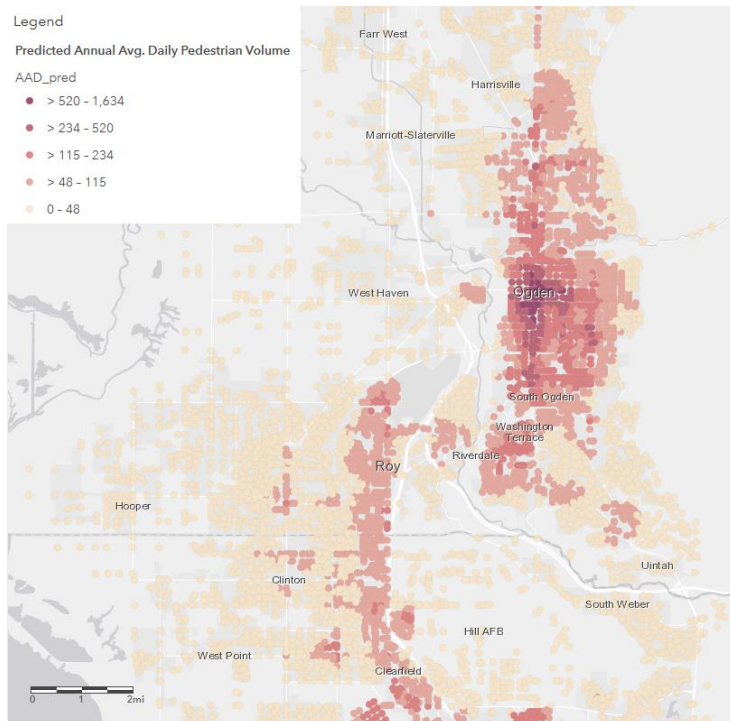 Legend
Predicted Annual Avg. Daily Pedestrian Volume
AAD_pred
> 520 - 1,634
> 234 - 520
> 115 - 234
> 48 - 115
0 - 48
Farr West
Harrisville
Marriott-Slaterville
West Haven
Ogden
South Ogden
Washington
Terrace
Riverdale
Roy
Hooper
Clinton
Uintah
South Weber
Hill AFB
West Point
Clearfield
0 1 2mi